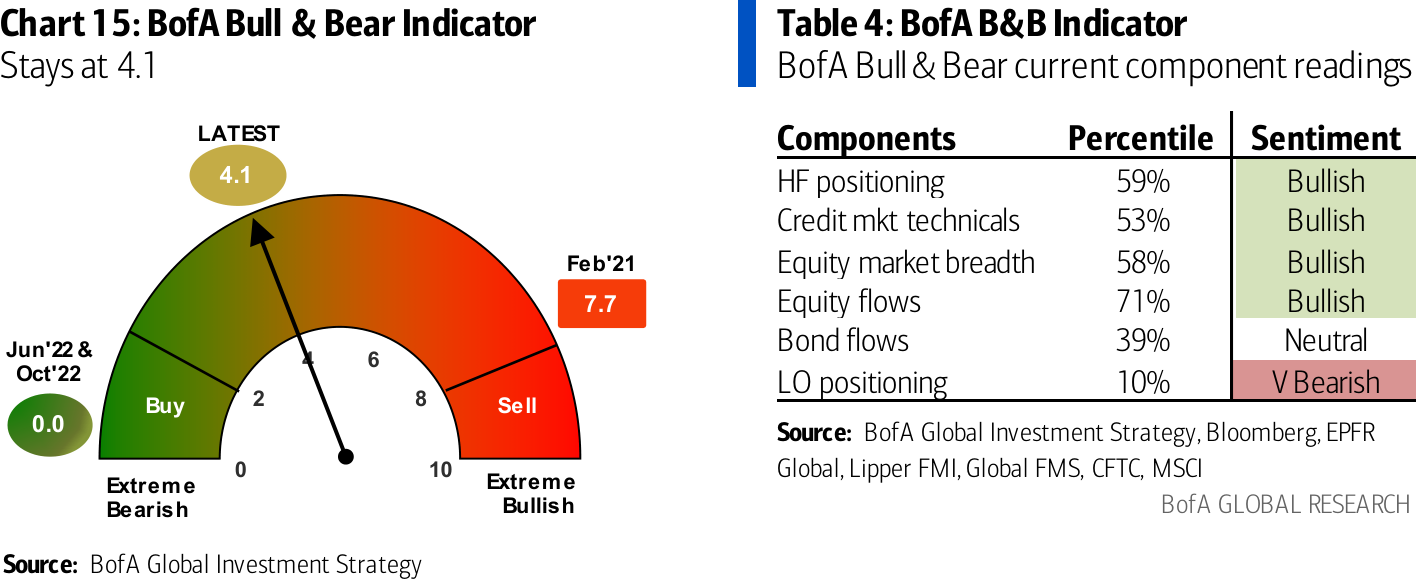 Chart 15: BofA Bull & Bear Indicator
Stays at 4.1
LATEST
4.1
Feb'21
7.7
Jun'22 &
Oct'22
0.0
Buy
Sell
0
2
4
6
8
10
Extreme
Bearish
Extreme
Bullish
Source: BofA Global Investment Strategy
Table 4: BofA B&B Indicator
BofA Bull & Bear current component readings
Components Percentile Sentiment
HF positioning 59% Bullish
Credit mkt technicals 53% Bullish
Equity market breadth 58% Bullish
Equity flows 71% Bullish
Bond flows 39% Neutral
LO positioning 10% V Bearish
Source: BofA Global Investment Strategy, Bloomberg, EPFR
Global, Lipper FMI, Global FMS, CFTC, MSCI
BofA GLOBAL RESEARCH